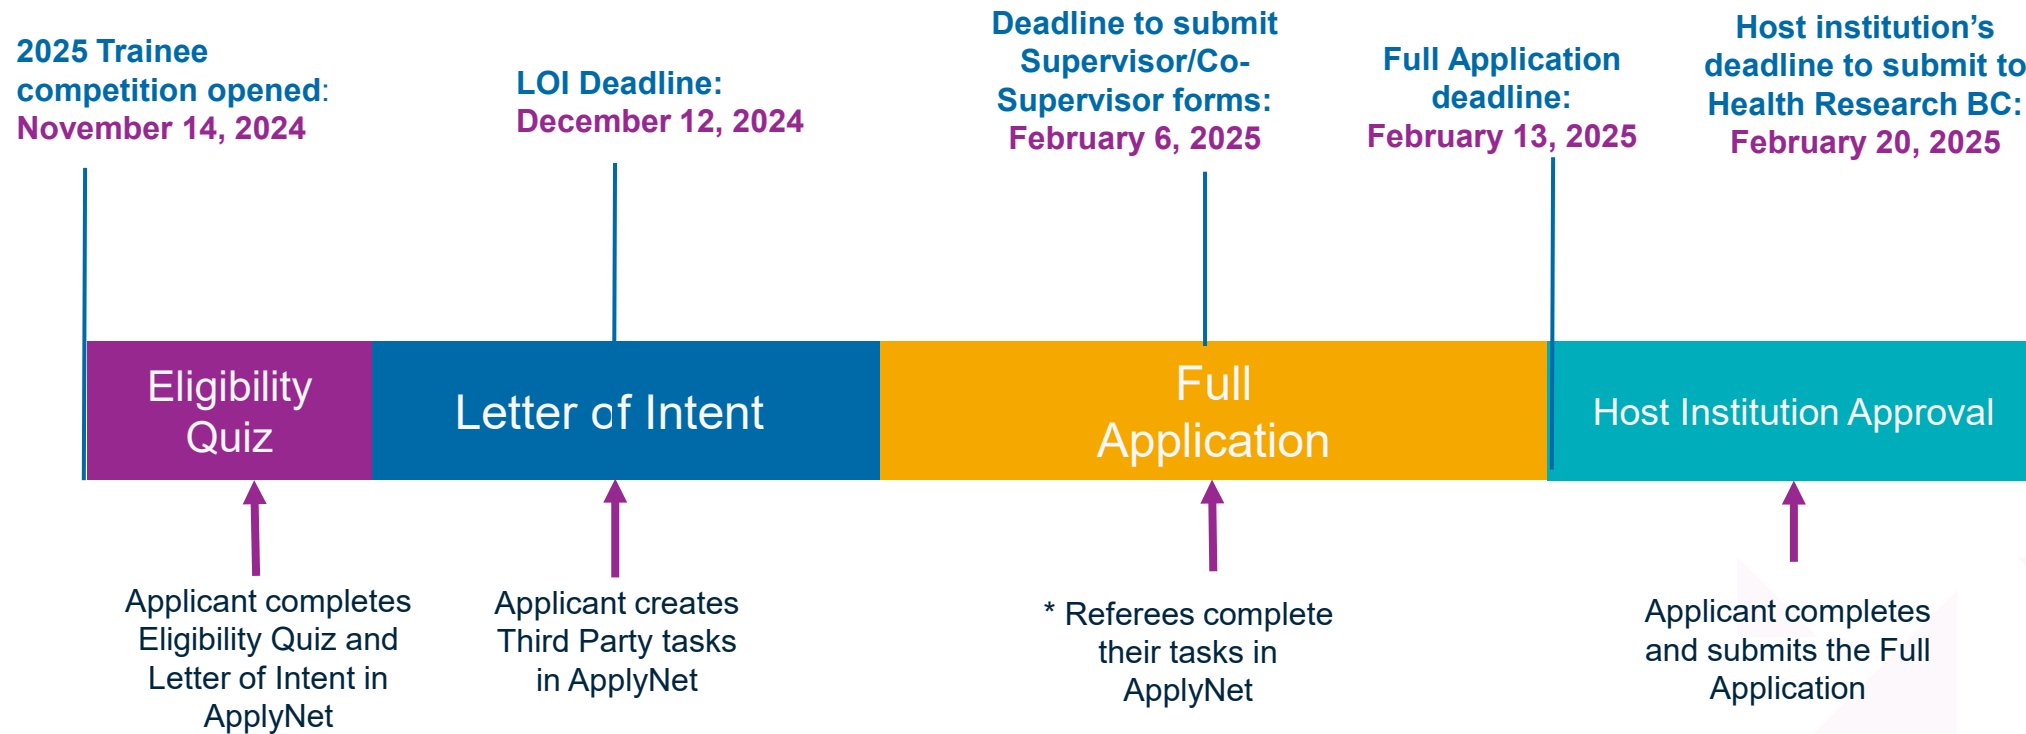 2025 Trainee
competition opened:
November 14, 2024
LOI Deadline:
December 12, 2024
Deadline to submit
Supervisor/Co-
Supervisor forms:
February 6, 2025
Full Application
deadline:
February 13, 2025
Host institution’s
deadline to submit to
Health Research BC:
February 20, 2025
Eligibility
Quiz
Letter of Intent
Full
Application
Host Institution Approval
Applicant completes
Eligibility Quiz and
Letter of Intent in
ApplyNet
Applicant creates
Third Party tasks
in ApplyNet
* Referees complete
their tasks in
ApplyNet
Applicant completes
and submits the Full
Application